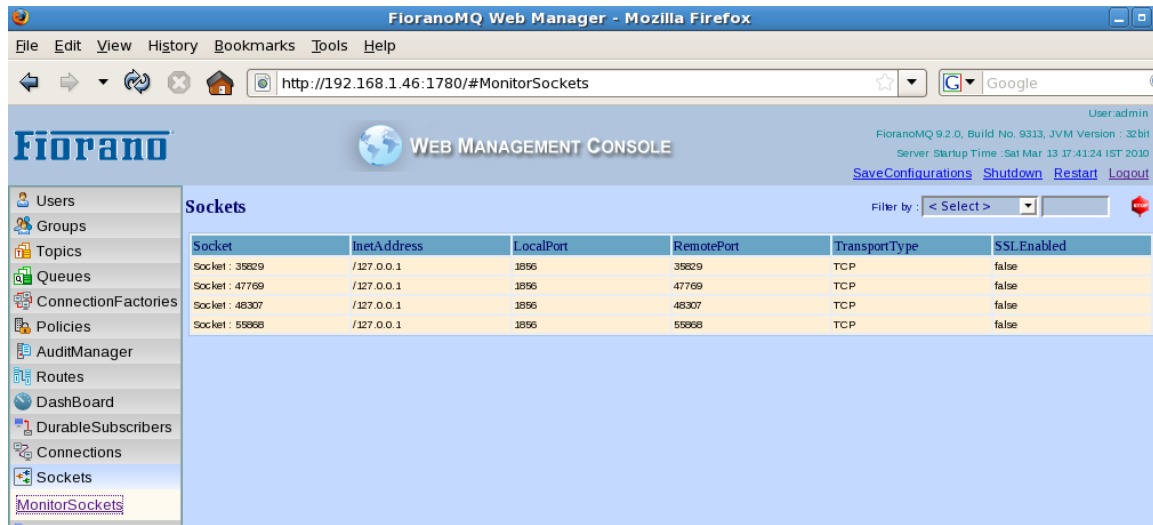 FioranoMQ Web Manager - Mozilla Firefox
File Edit View History Bookmarks Tools Help
http://192.168.1.46:1780/#MonitorSockets
Google
Fiorano
WEB MANAGEMENT CONSOLE
User:admin
FioranoMQ 9.2.0, Build No. 9313, JVM Version : 32bit
Server Startup Time :Sat Mar 13 17:41:24 IST 2010
SaveConfigurations Shutdown Restart Logout
Users
Groups
Topics
Queues
ConnectionFactories
Policies
AuditManager
Routes
DashBoard
DurableSubscribers
Connections
Sockets
MonitorSockets
Sockets
Filter by : < Select >
STOP
Socket InetAddress LocalPort RemotePort TransportType SSLEnabled
Socket : 35829 /127.0.0.1 1856 35829 TCP false
Socket : 47769 /127.0.0.1 1856 47769 TCP false
Socket : 48307 /127.0.0.1 1856 48307 TCP false
Socket : 55868 /127.0.0.1 1856 55868 TCP false